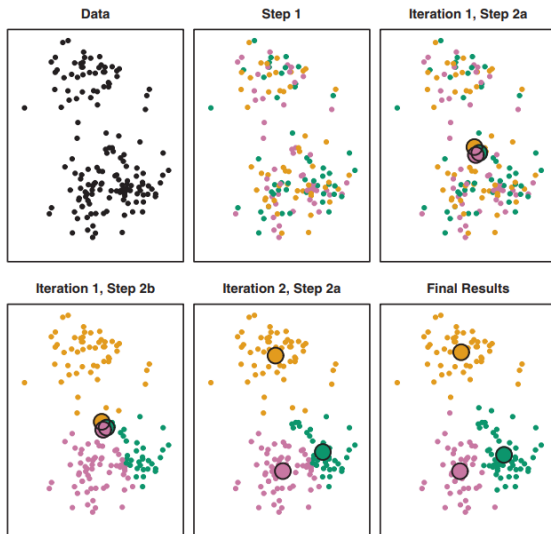 Data
Step 1
Iteration 1, Step 2a
Iteration 1, Step 2b
Iteration 2, Step 2a
Final Results